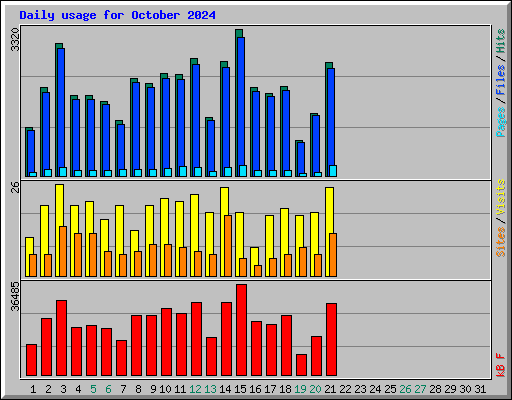 Daily usage for October 2024
3320
Pages / Files / Hits
26
Sites / Visits
36485
kB F
1 2 3 4 5 6 7 8 9 10 11 12 13 14 15 16 17 18 19 20 21 22 23 24 25 26 27 28 29 30 31